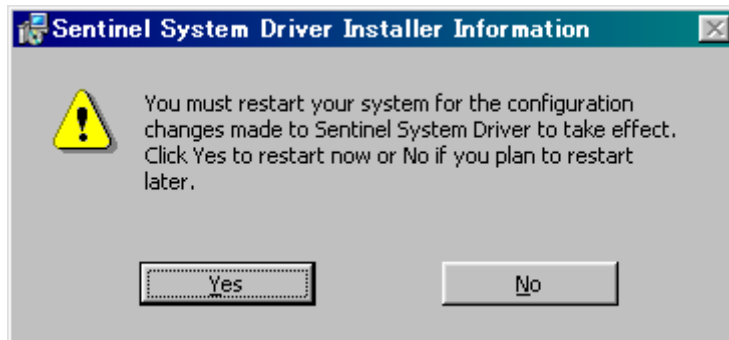 Sentinel System Driver Installer Information
You must restart your system for the configuration
changes made to Sentinel System Driver to take effect.
Click Yes to restart now or No if you plan to restart
later.
Yes
No